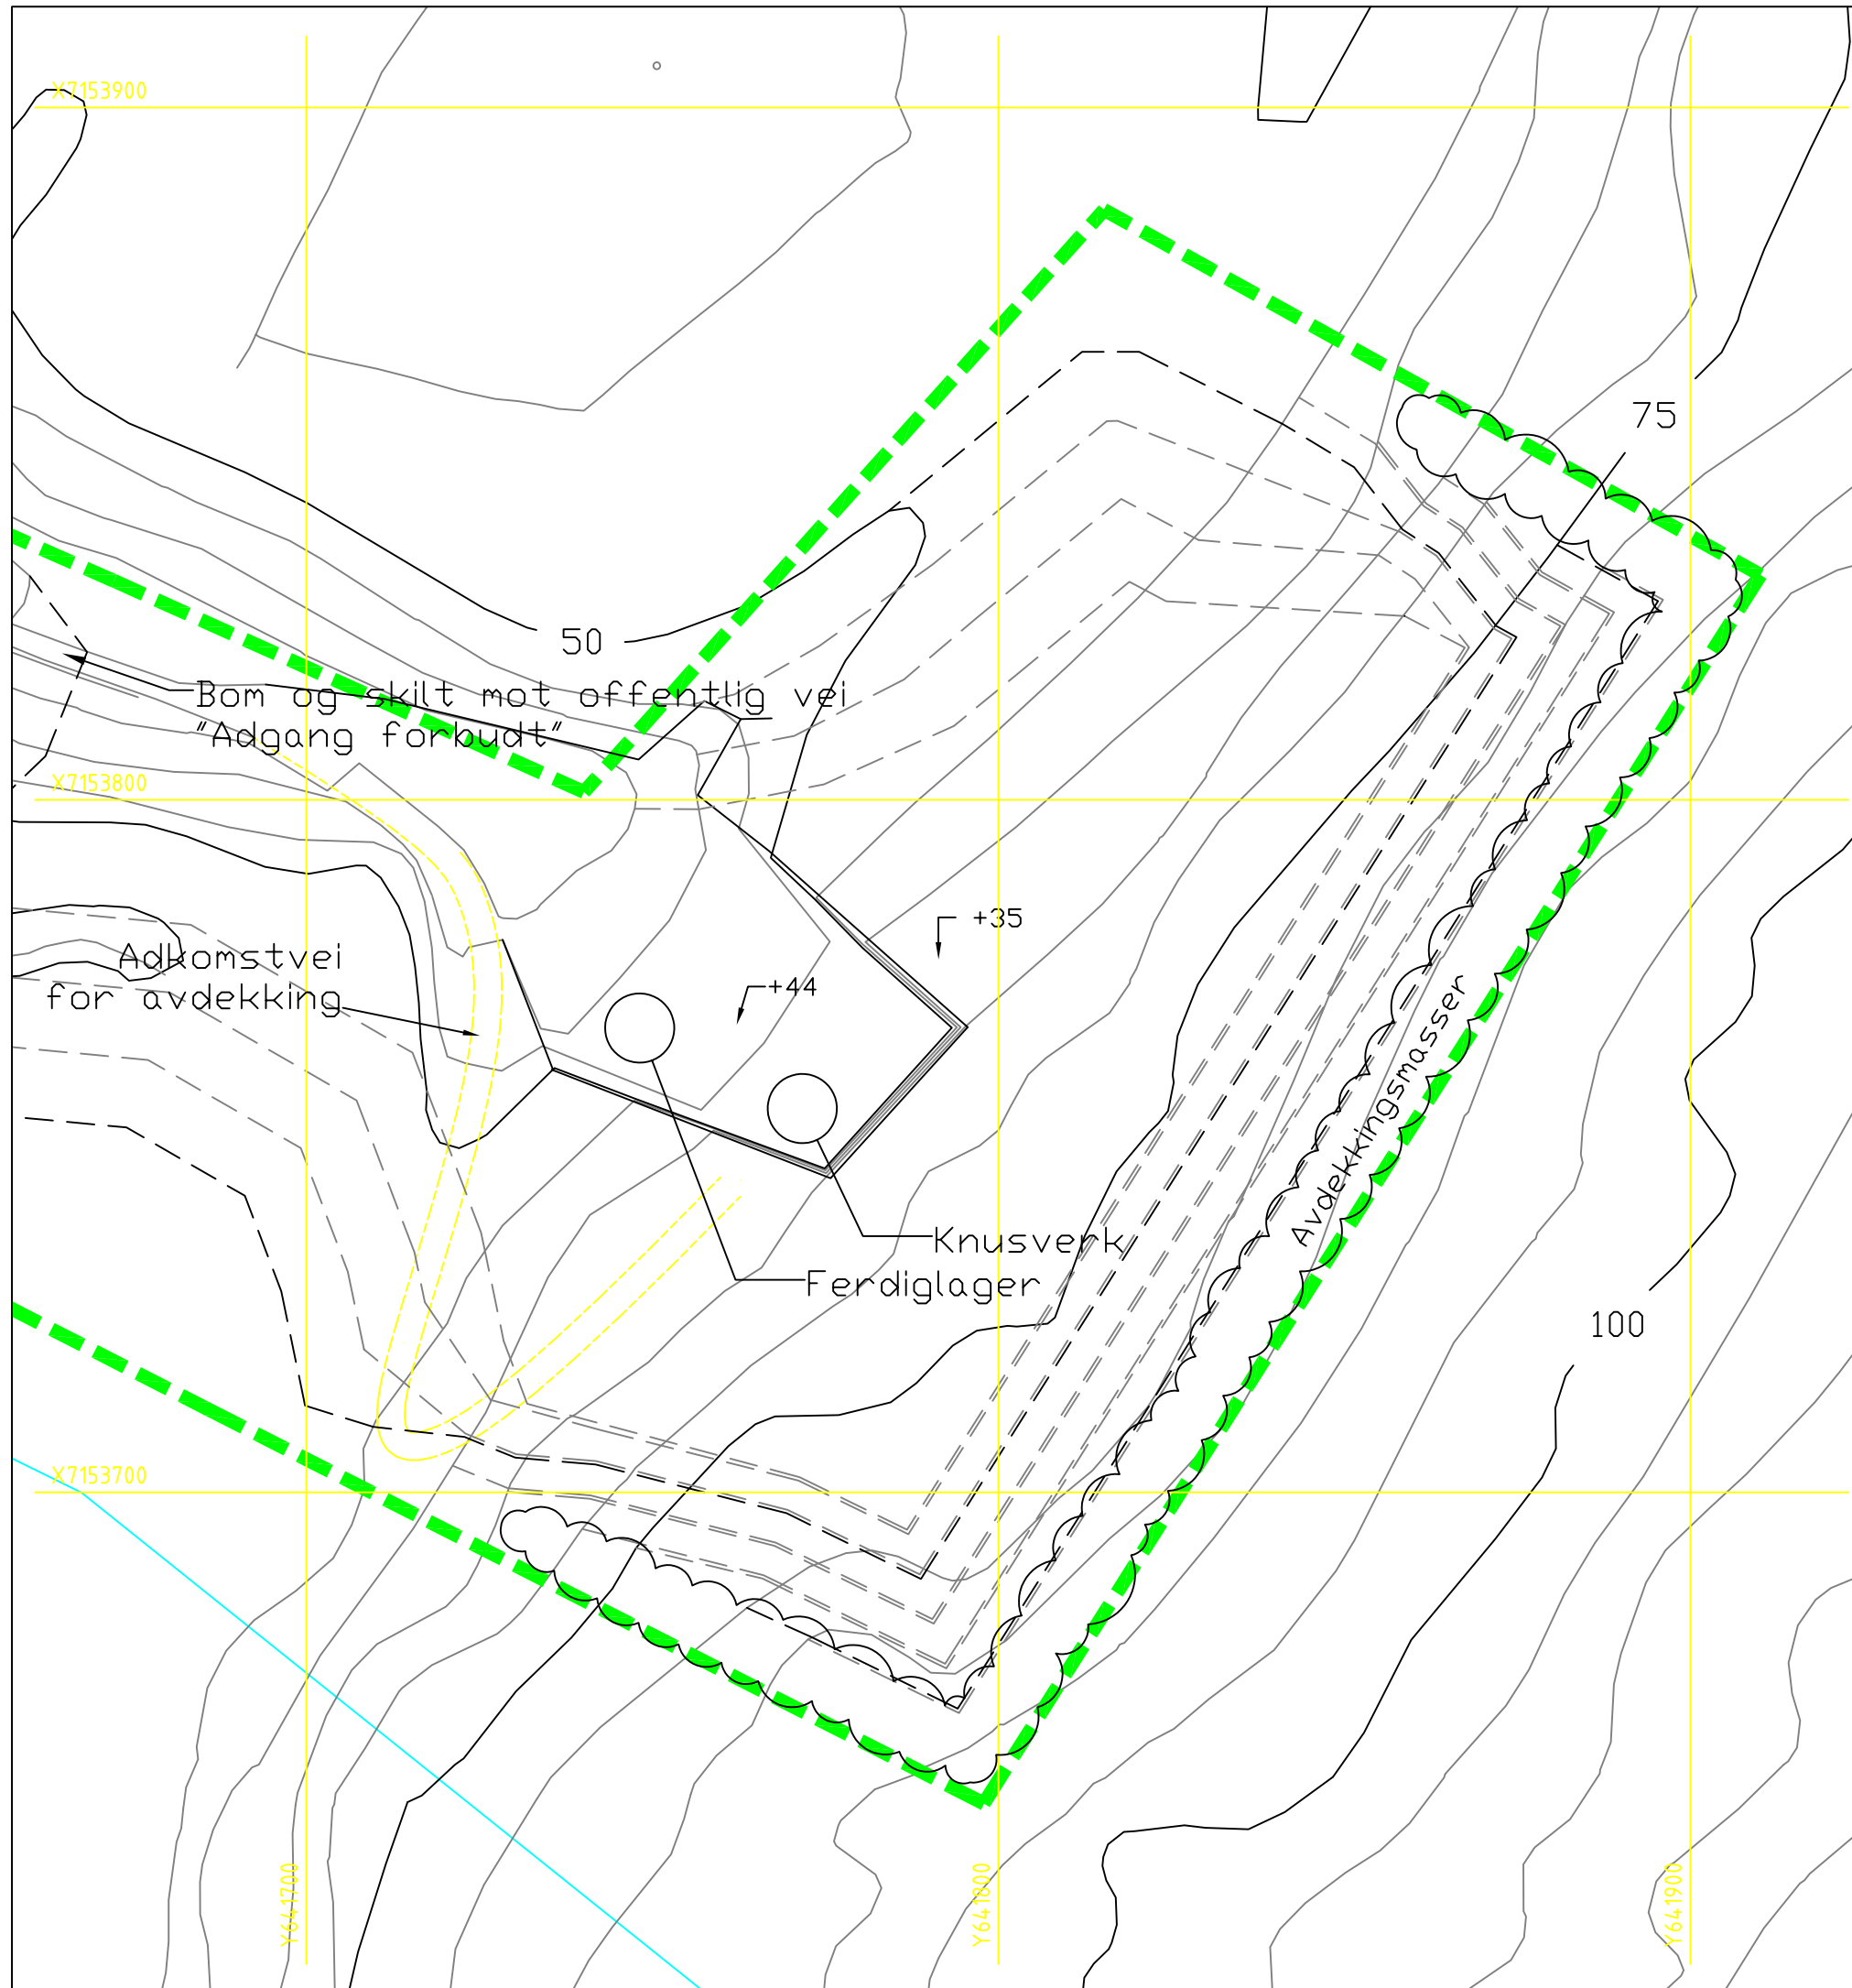 X7153900
75
50
Bom og skilt mot offentlig vei
"Adgang forbudt"
X7153800
+35
Adkomstvei
for avdekking
+44
Avdekkingsmasser
Knusverk
Ferdiglager
100
X7153700
Y641700
Y641800
Y641900